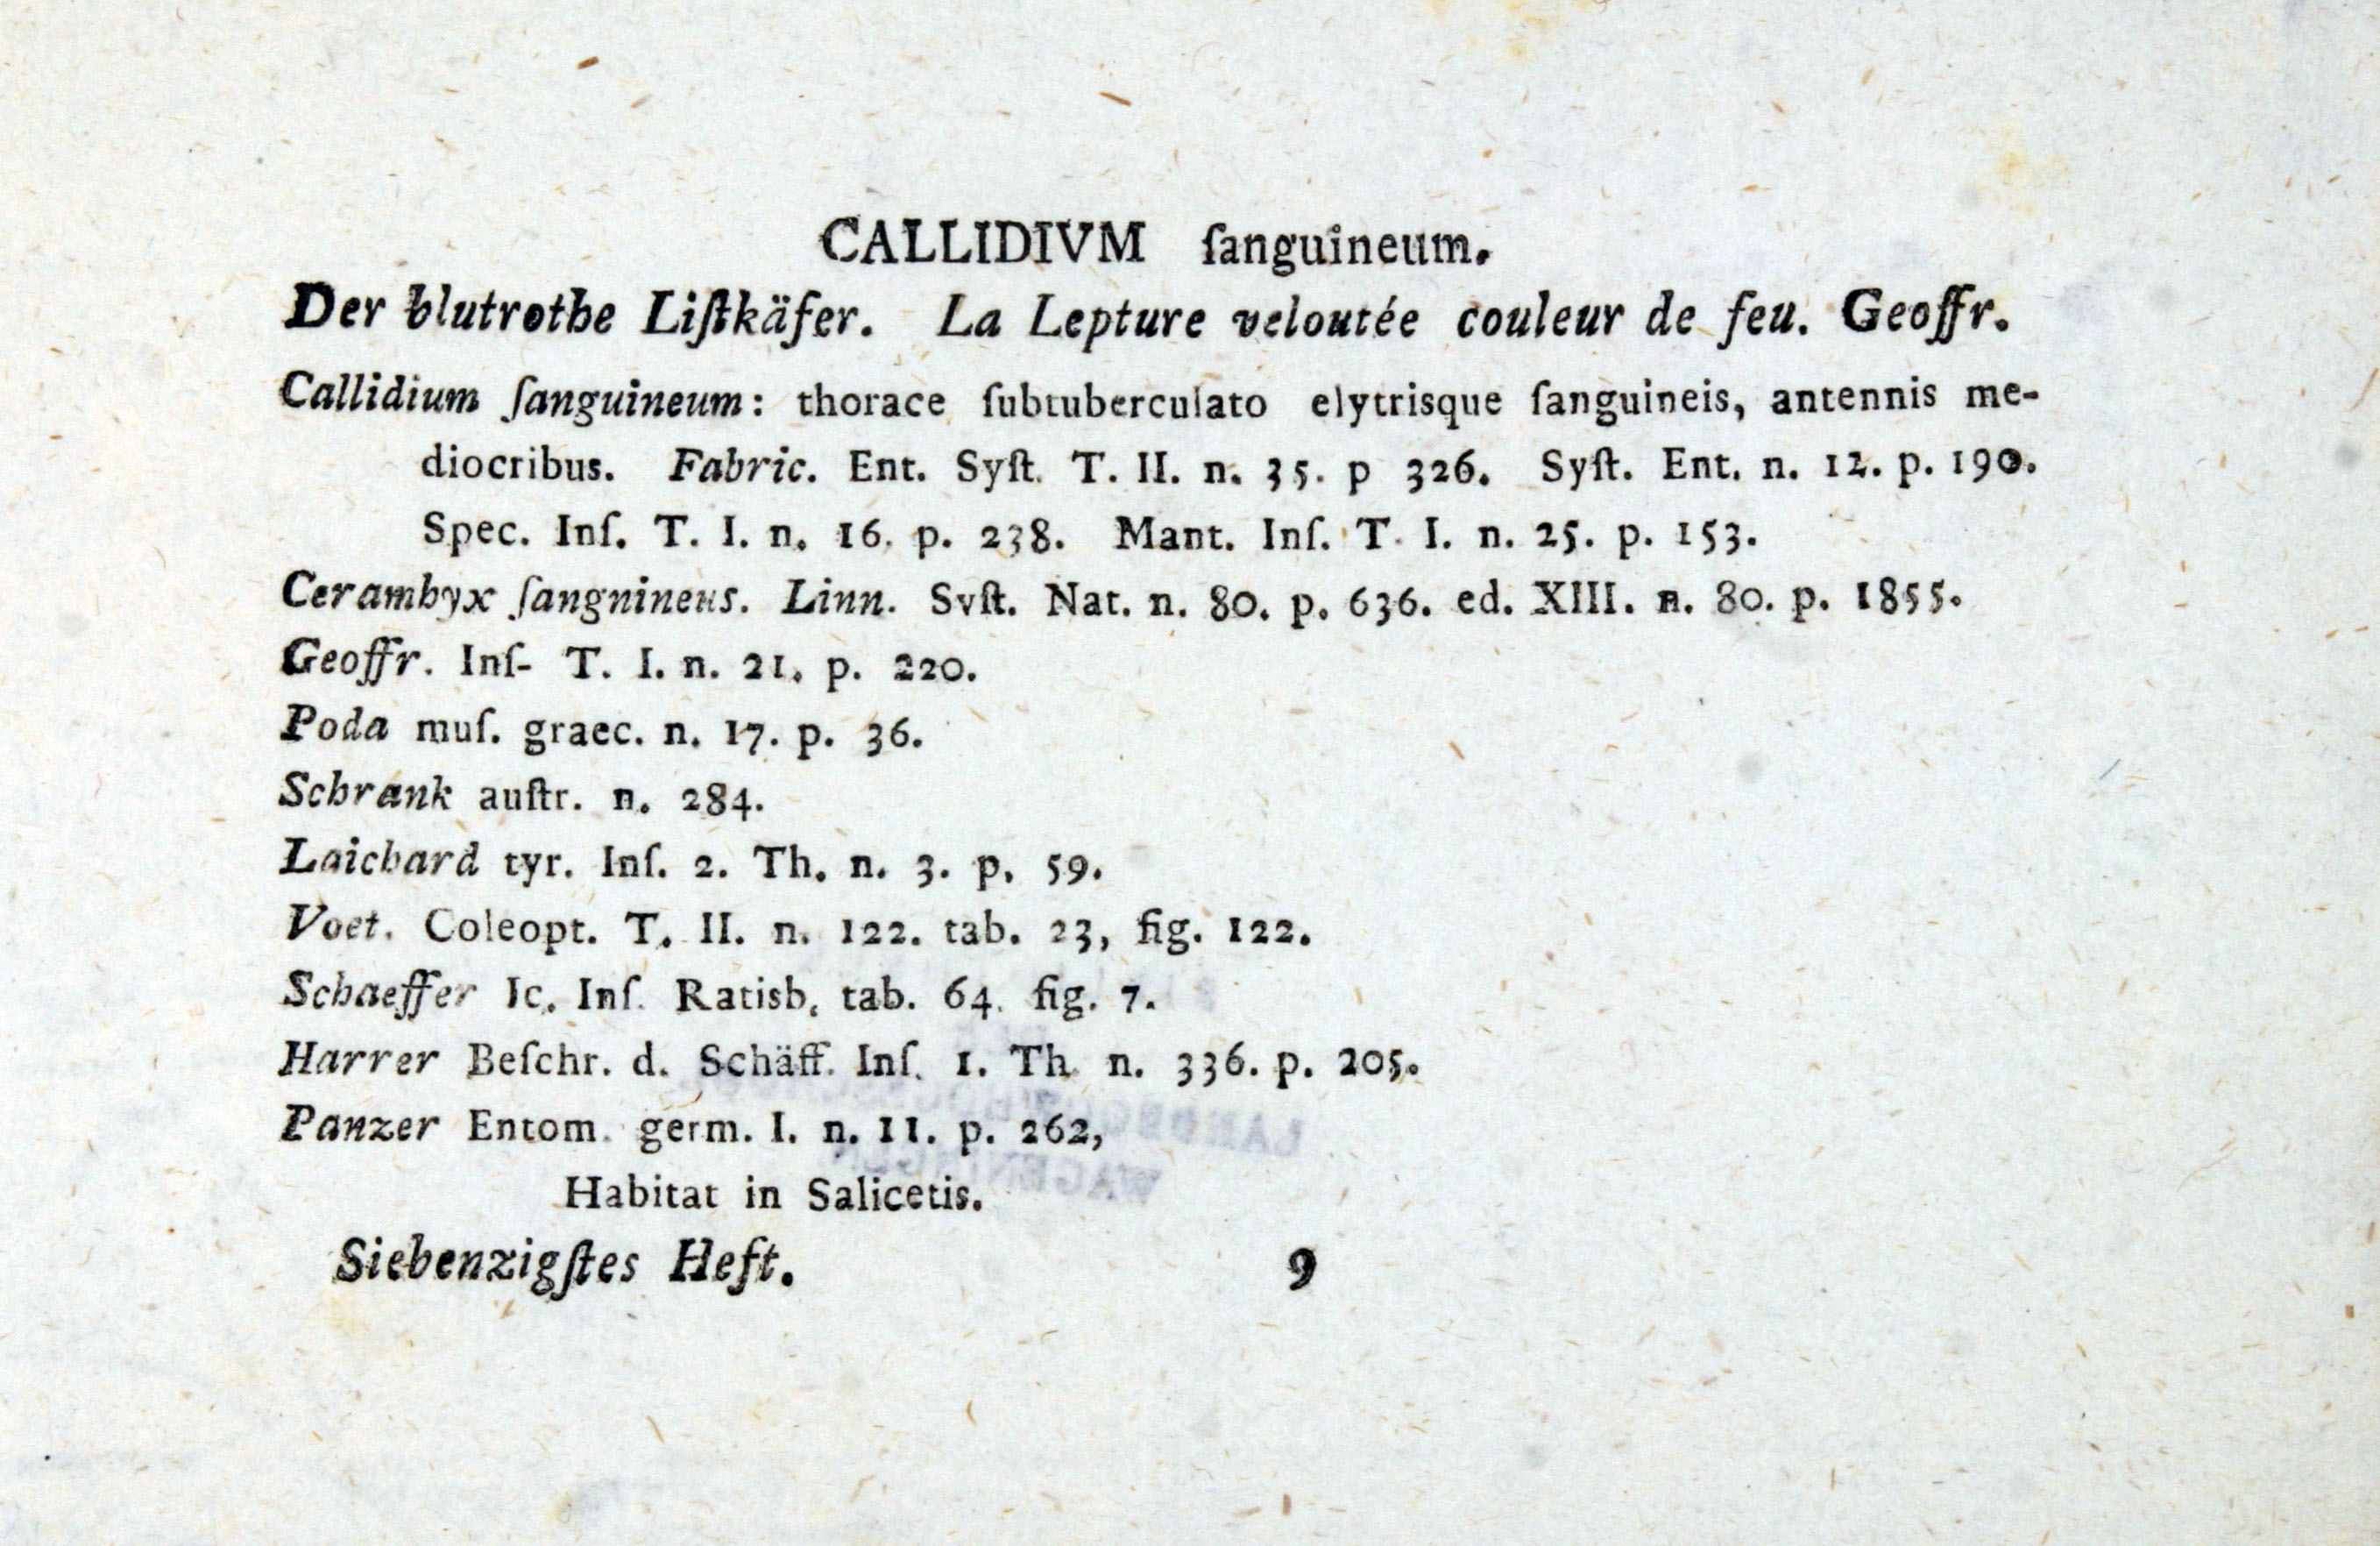 CALLIDIVM ſanguineum.
Der blutrothe Liſtkäfer. La Lepture veloutée couleur de feu. Geoffr.
Callidium ſanguineum: thorace ſubtuberculato elytrisque ſanguineis, antennis me-
diocribus. Fabric. Ent. Syſt. T. II. n. 35. p 326. Syſt. Ent. n. 12. p. 190.
Spec. Inſ. T. I. n. 16. p. 238. Mant. Inſ. T. I. n. 25. p. 153.
Cerambyx ſangnineus. Linn. Syſt. Nat. n. 80. p. 636. ed. XIII. n. 80. p. 1855.
Geoffr. Inſ- T. I. n. 21. p. 220.
Poda muſ. graec. n. 17. p. 36.
Schrank auſtr. n. 284.
Laichard tyr. Inſ. 2. Th. n. 3. p. 59.
Voet. Coleopt. T. II. n. 122. tab. 23, fig. 122.
Schaeffer Ic. Inſ. Ratisb. tab. 64. fig. 7.
Harrer Beſchr. d. Schäff. Inſ. 1. Th. n. 336. p. 205.
Panzer Entom. germ. I. n. 11. p. 262,
Habitat in Salicetis.
Siebenzigſtes Heft. 9